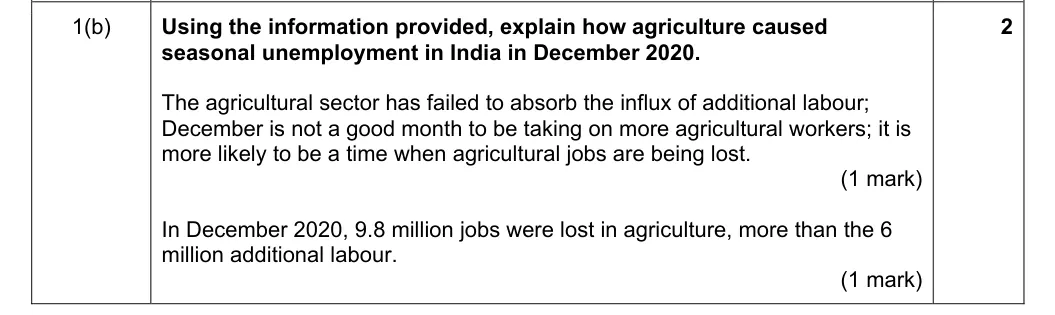 1(b) Using the information provided, explain how agriculture caused 2
seasonal unemployment in India in December 2020.
The agricultural sector has failed to absorb the influx of additional labour;
December is not a good month to be taking on more agricultural workers; it is
more likely to be a time when agricultural jobs are being lost.
(1 mark)
In December 2020, 9.8 million jobs were lost in agriculture, more than the 6
million additional labour.
(1 mark)